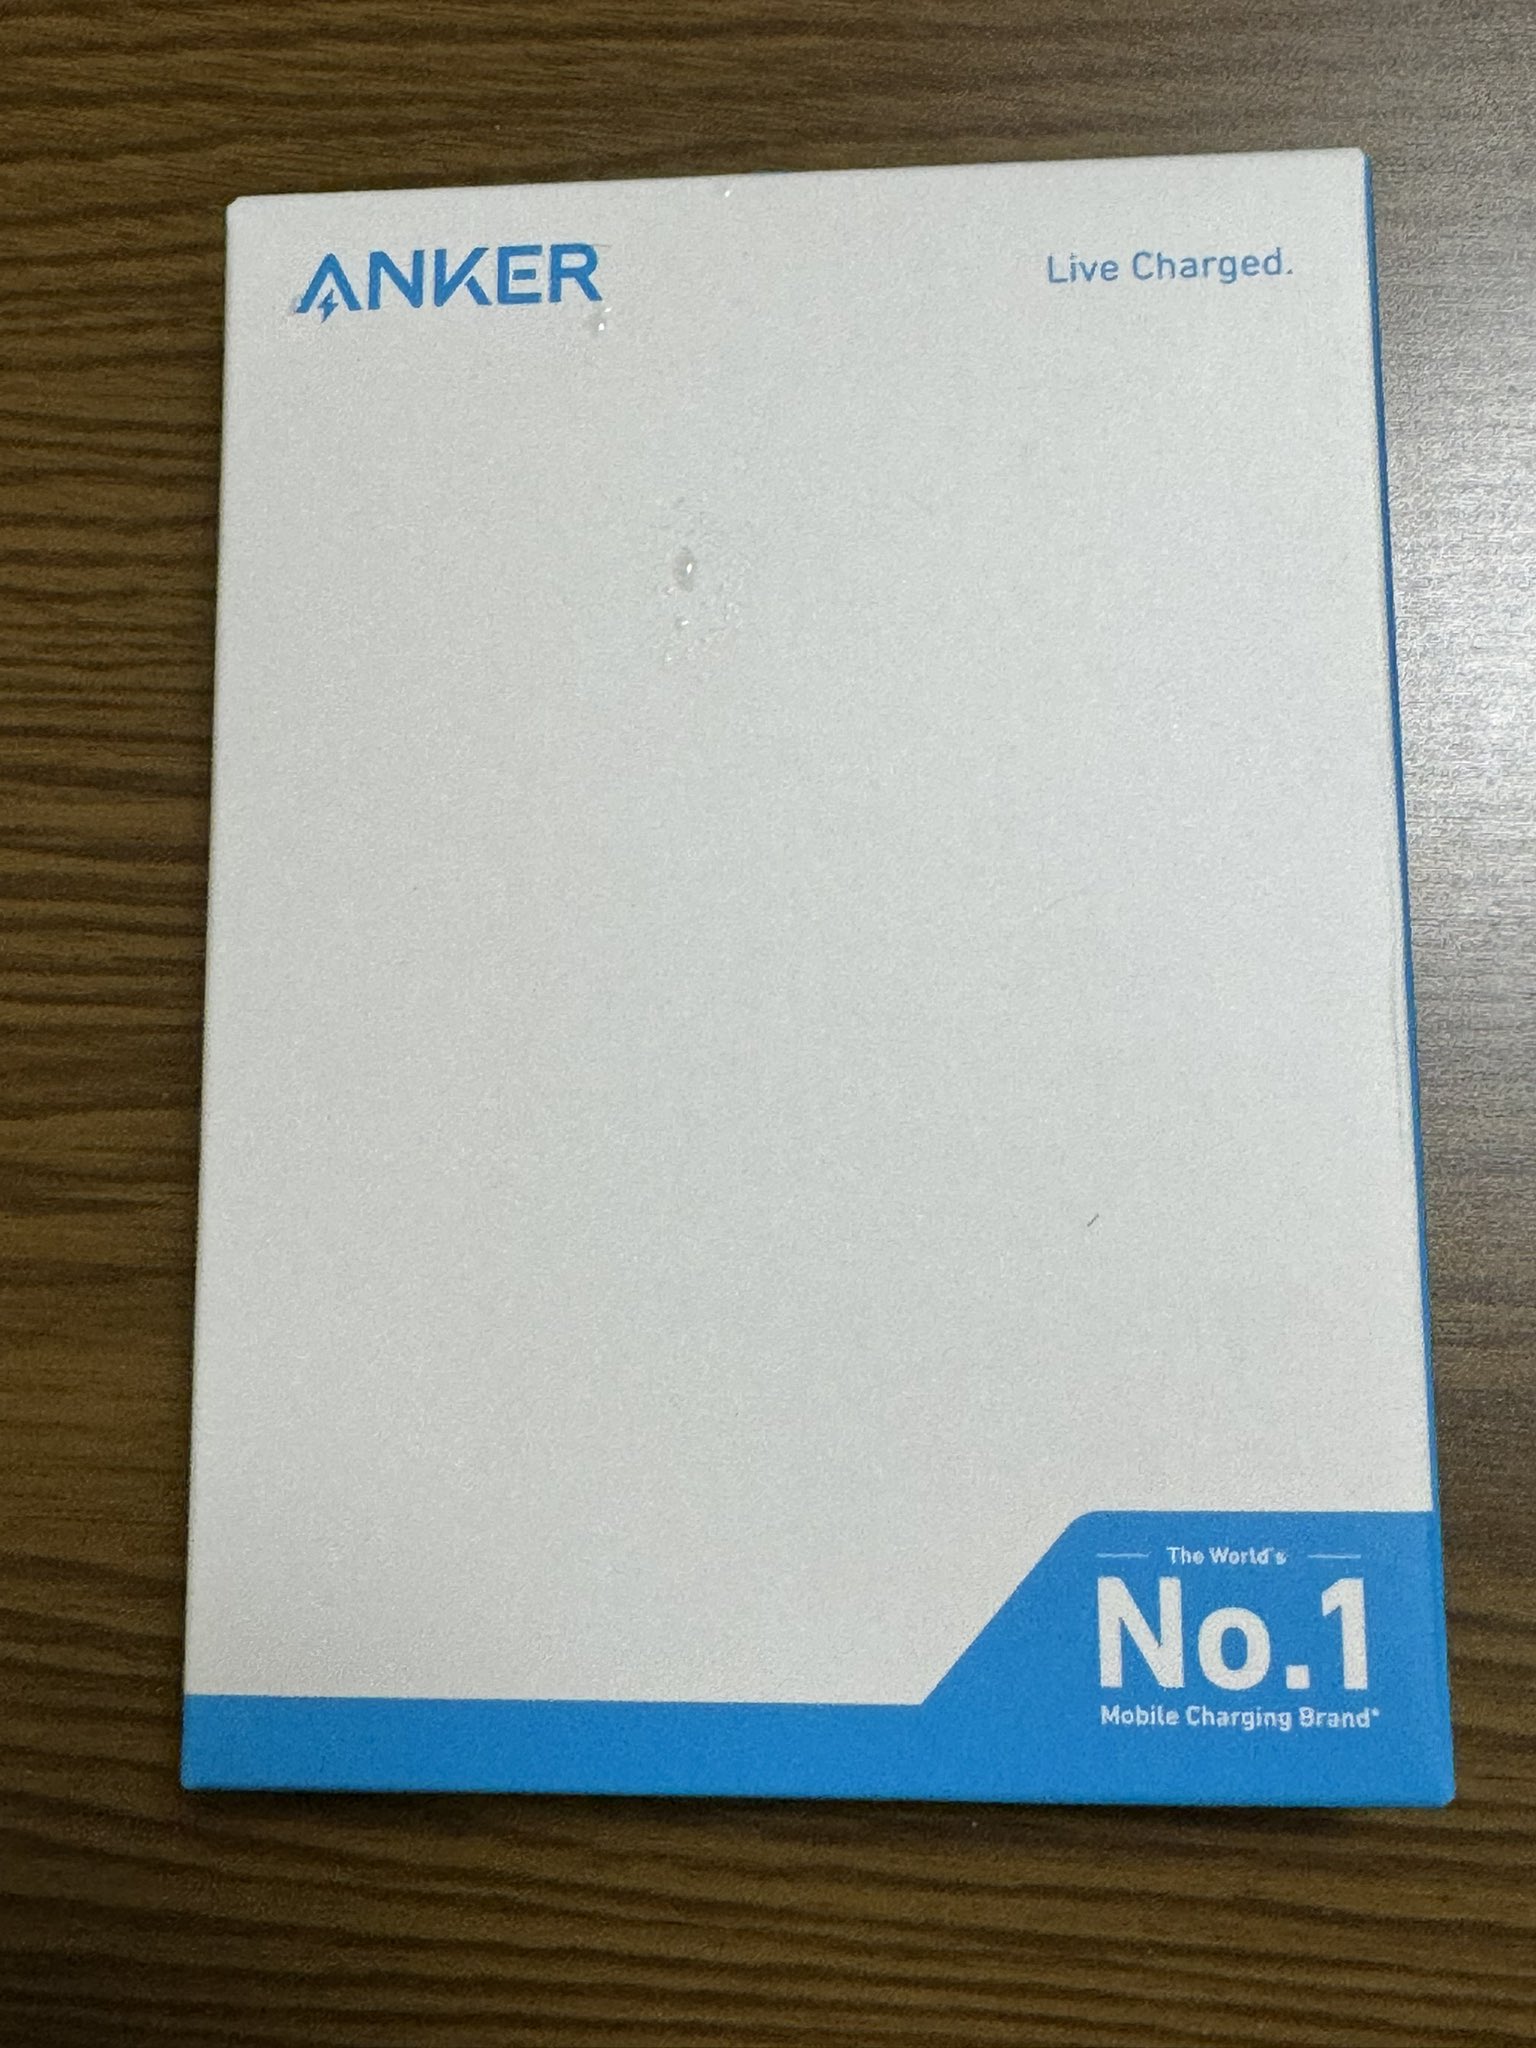 ANKER
Live Charged.
The World's
No.1
Mobile Charging Brand*